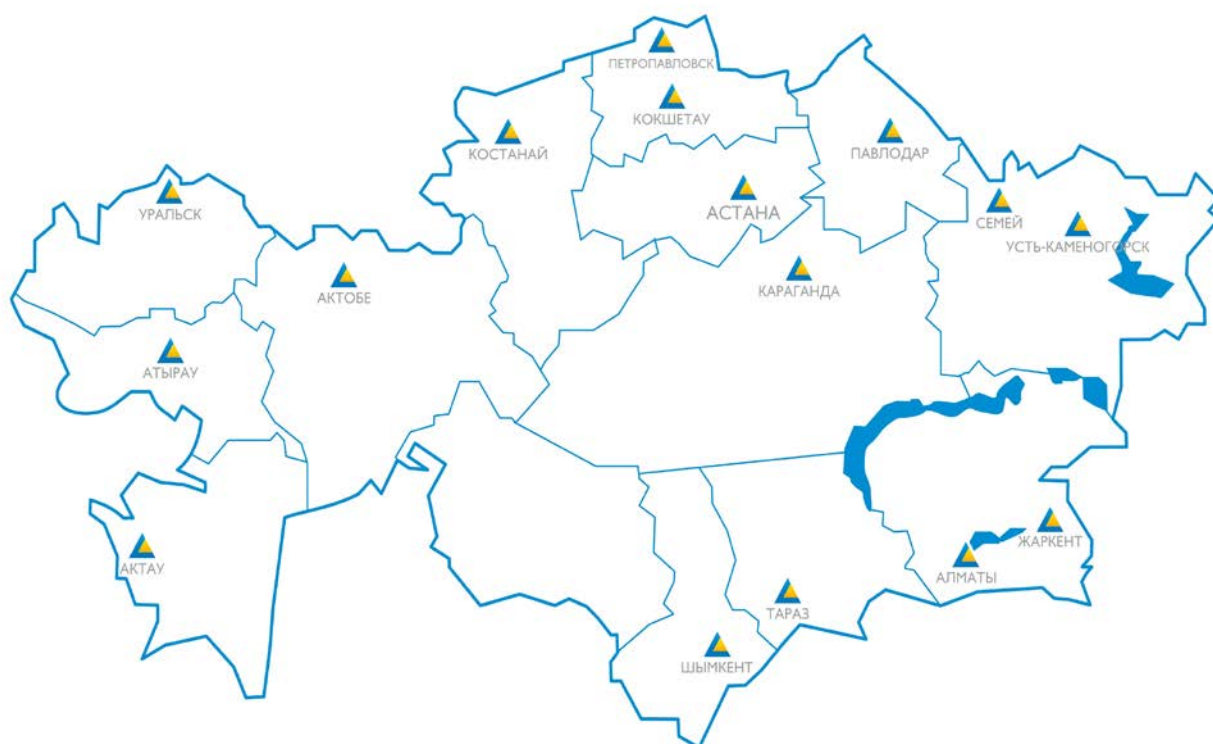 ПЕТРОПАВЛОВСК
КОКШЕТАУ
КОСТАНАЙ
ПАВЛОДАР
УРАЛЬСК
АСТАНА
СЕМЕЙ
УСТЬ-КАМЕНОГОРСК
АКТОБЕ
КАРАГАНДА
АТЫРАУ
ЖАРКЕНТ
АКТАУ
АЛМАТЫ
ТАРАЗ
ШЫМКЕНТ